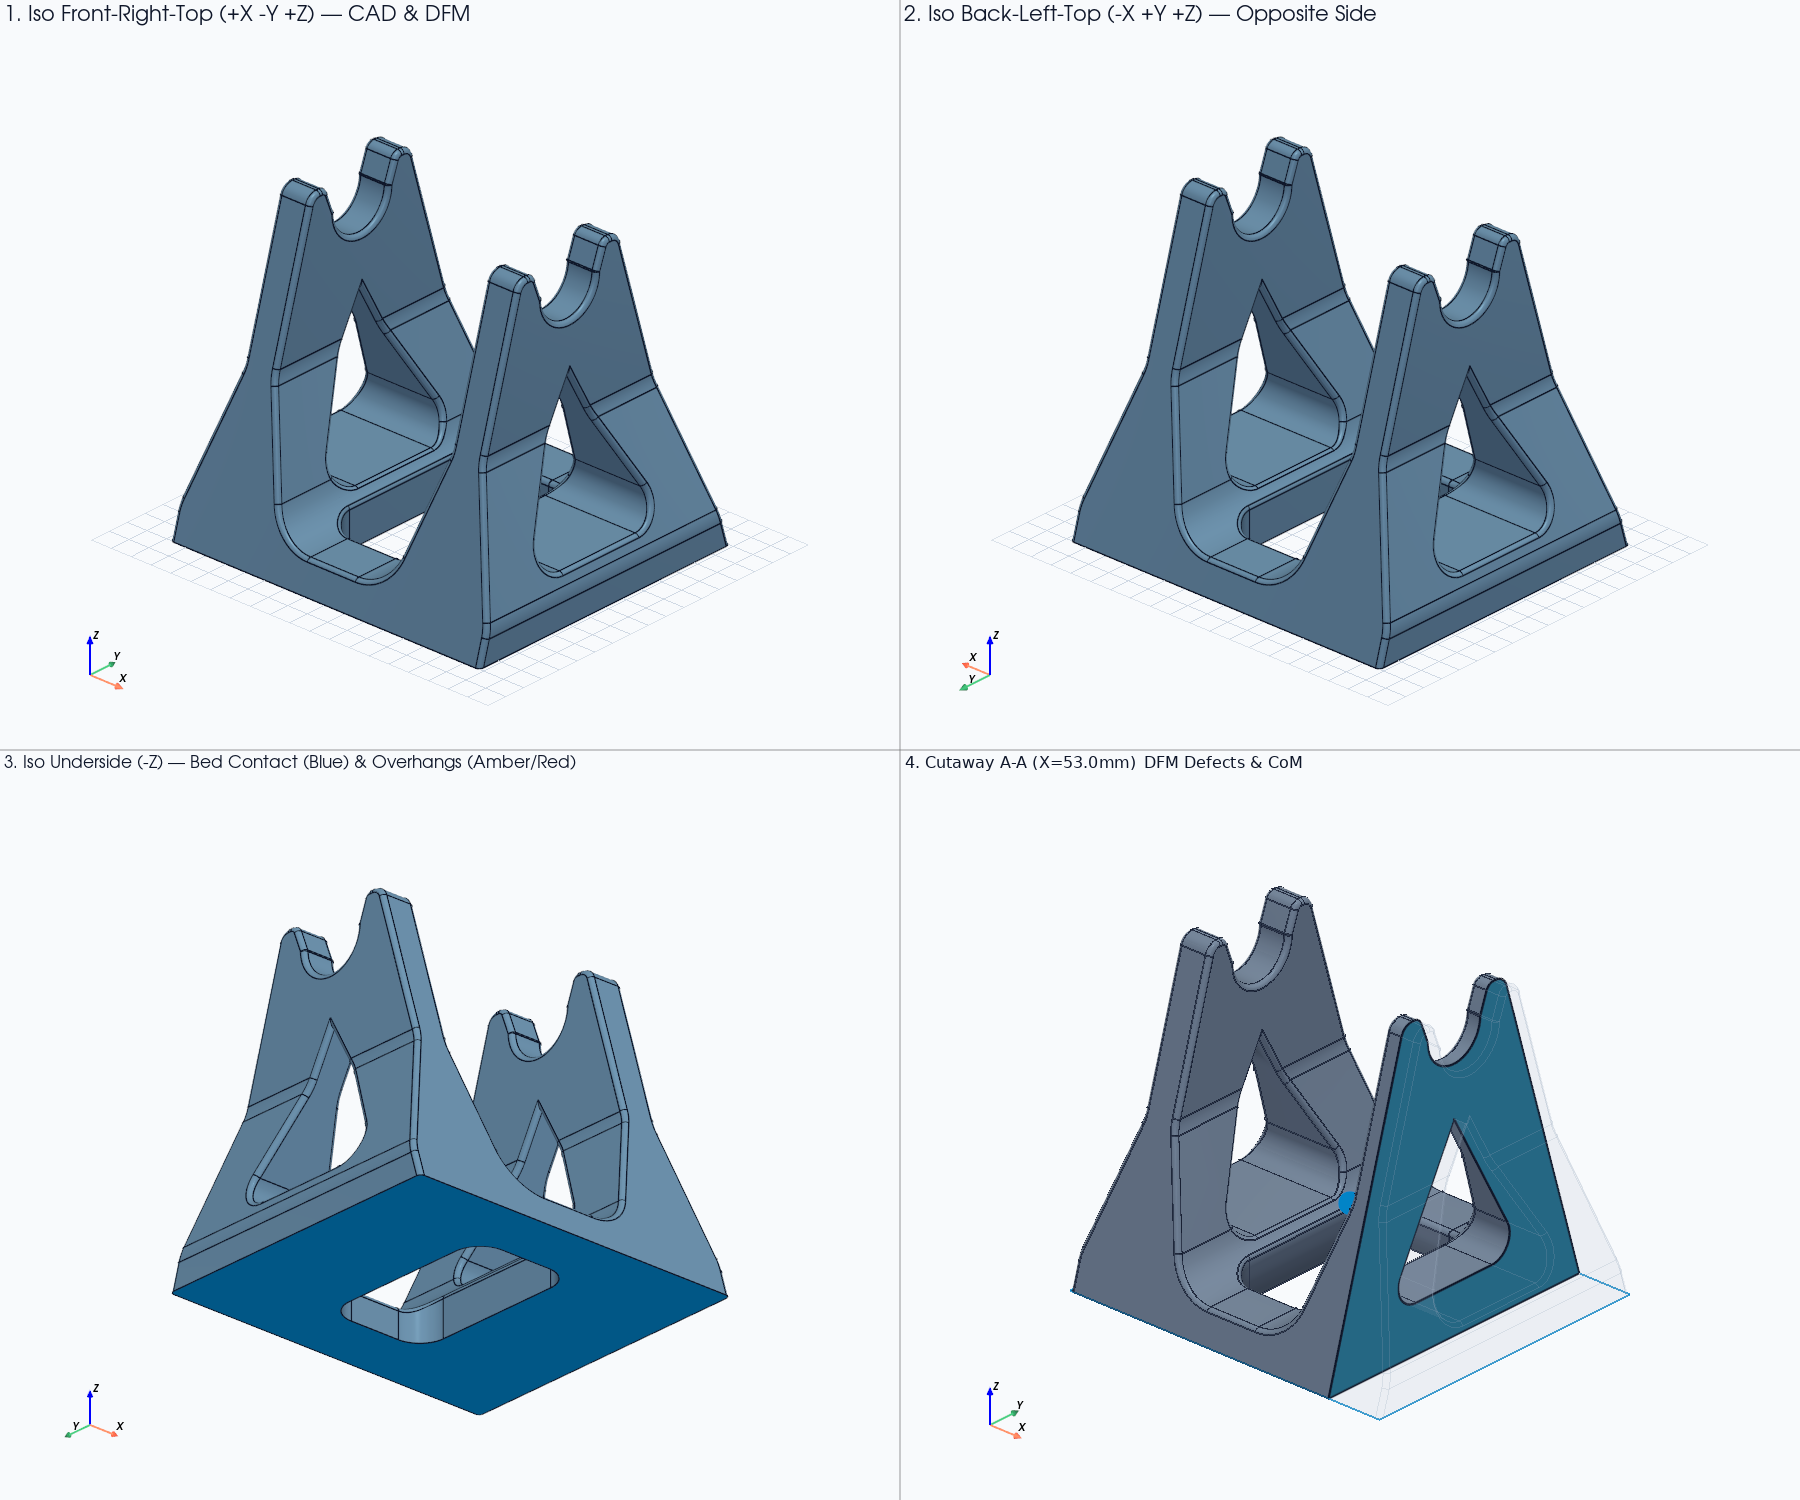 1. Iso Front-Right-Top (+X -Y +Z) — CAD & DFM
2. Iso Back-Left-Top (-X +Y +Z) — Opposite Side
Z
Y
X
Z
X
Y
3. Iso Underside (-Z) — Bed Contact (Blue) & Overhangs (Amber/Red)
4. Cutaway A-A (X=53.0mm) DFM Defects & CoM
Z
Y
X
Z
Y
X